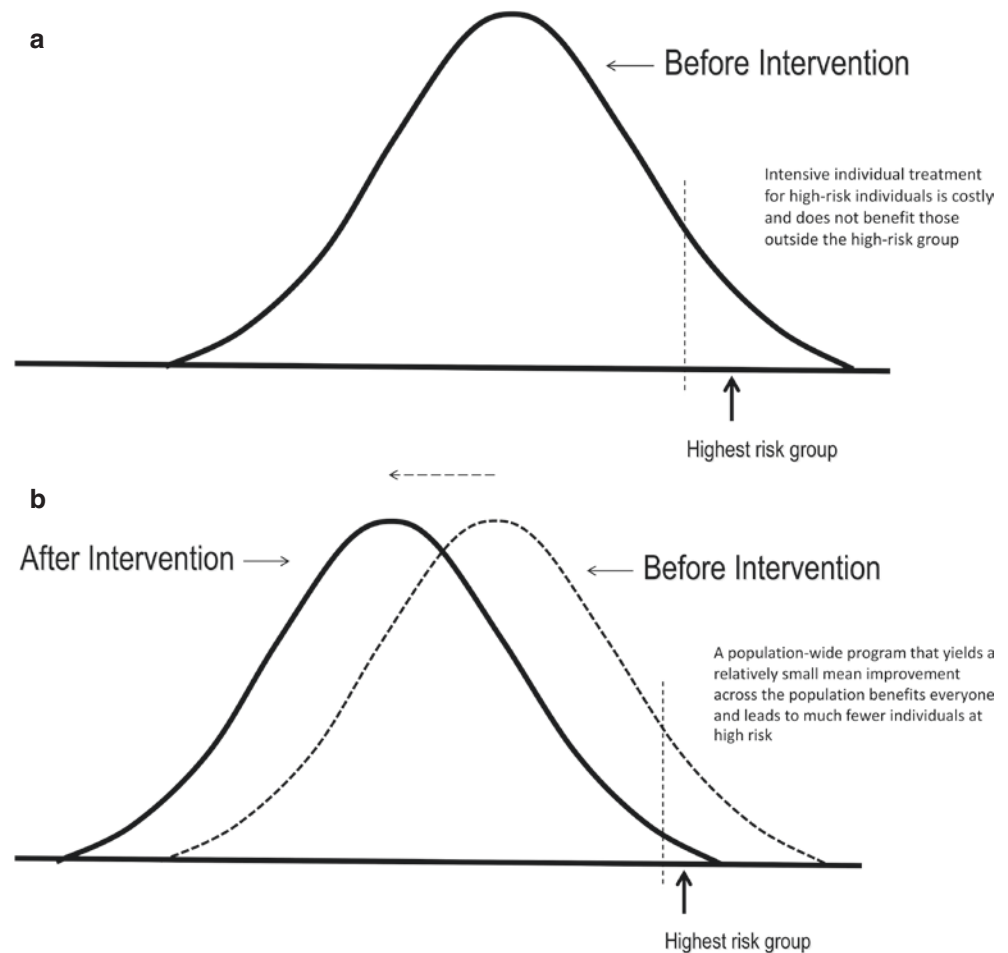 a
Before Intervention
Intensive individual treatment
for high-risk individuals is costly
and does not benefit those
outside the high-risk group
Highest risk group
b
After Intervention
Before Intervention
A population-wide program that yields a
relatively small mean improvement
across the population benefits everyone
and leads to much fewer individuals at
high risk
Highest risk group